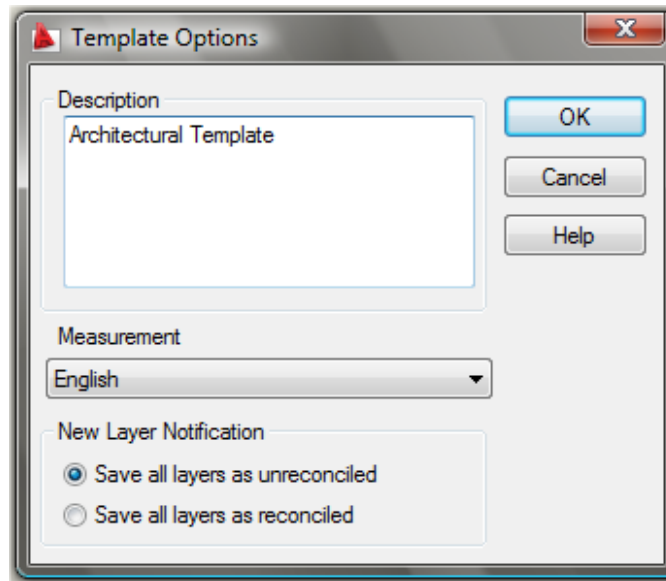 Template Options
Description
Architectural Template
OK
Cancel
Help
Measurement
English
New Layer Notification
Save all layers as unreconciled
Save all layers as reconciled